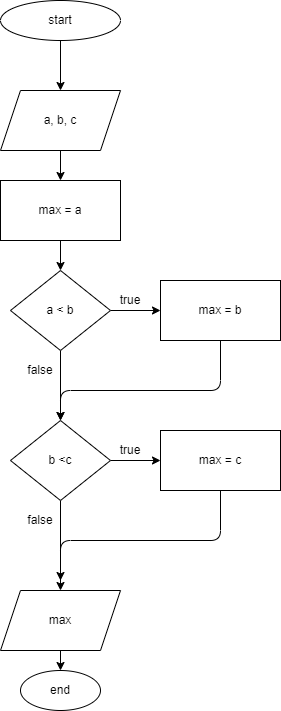 start
a, b, c
max = a
a < b
true
max = b
false
b <c
true
max = c
false
max
end